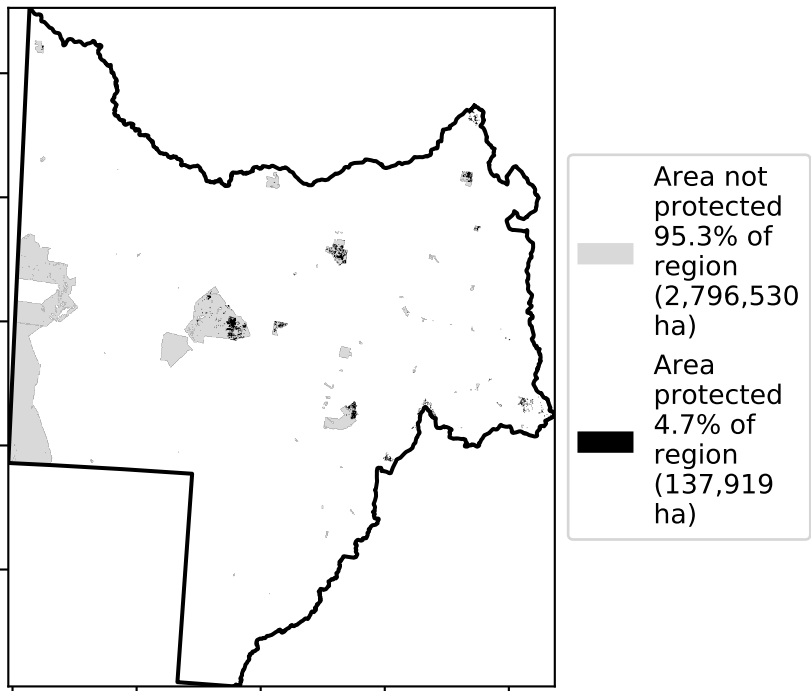 Area not
protected
95.3% of
region
(2,796,530
ha)
Area
protected
4.7% of
region
(137,919
ha)